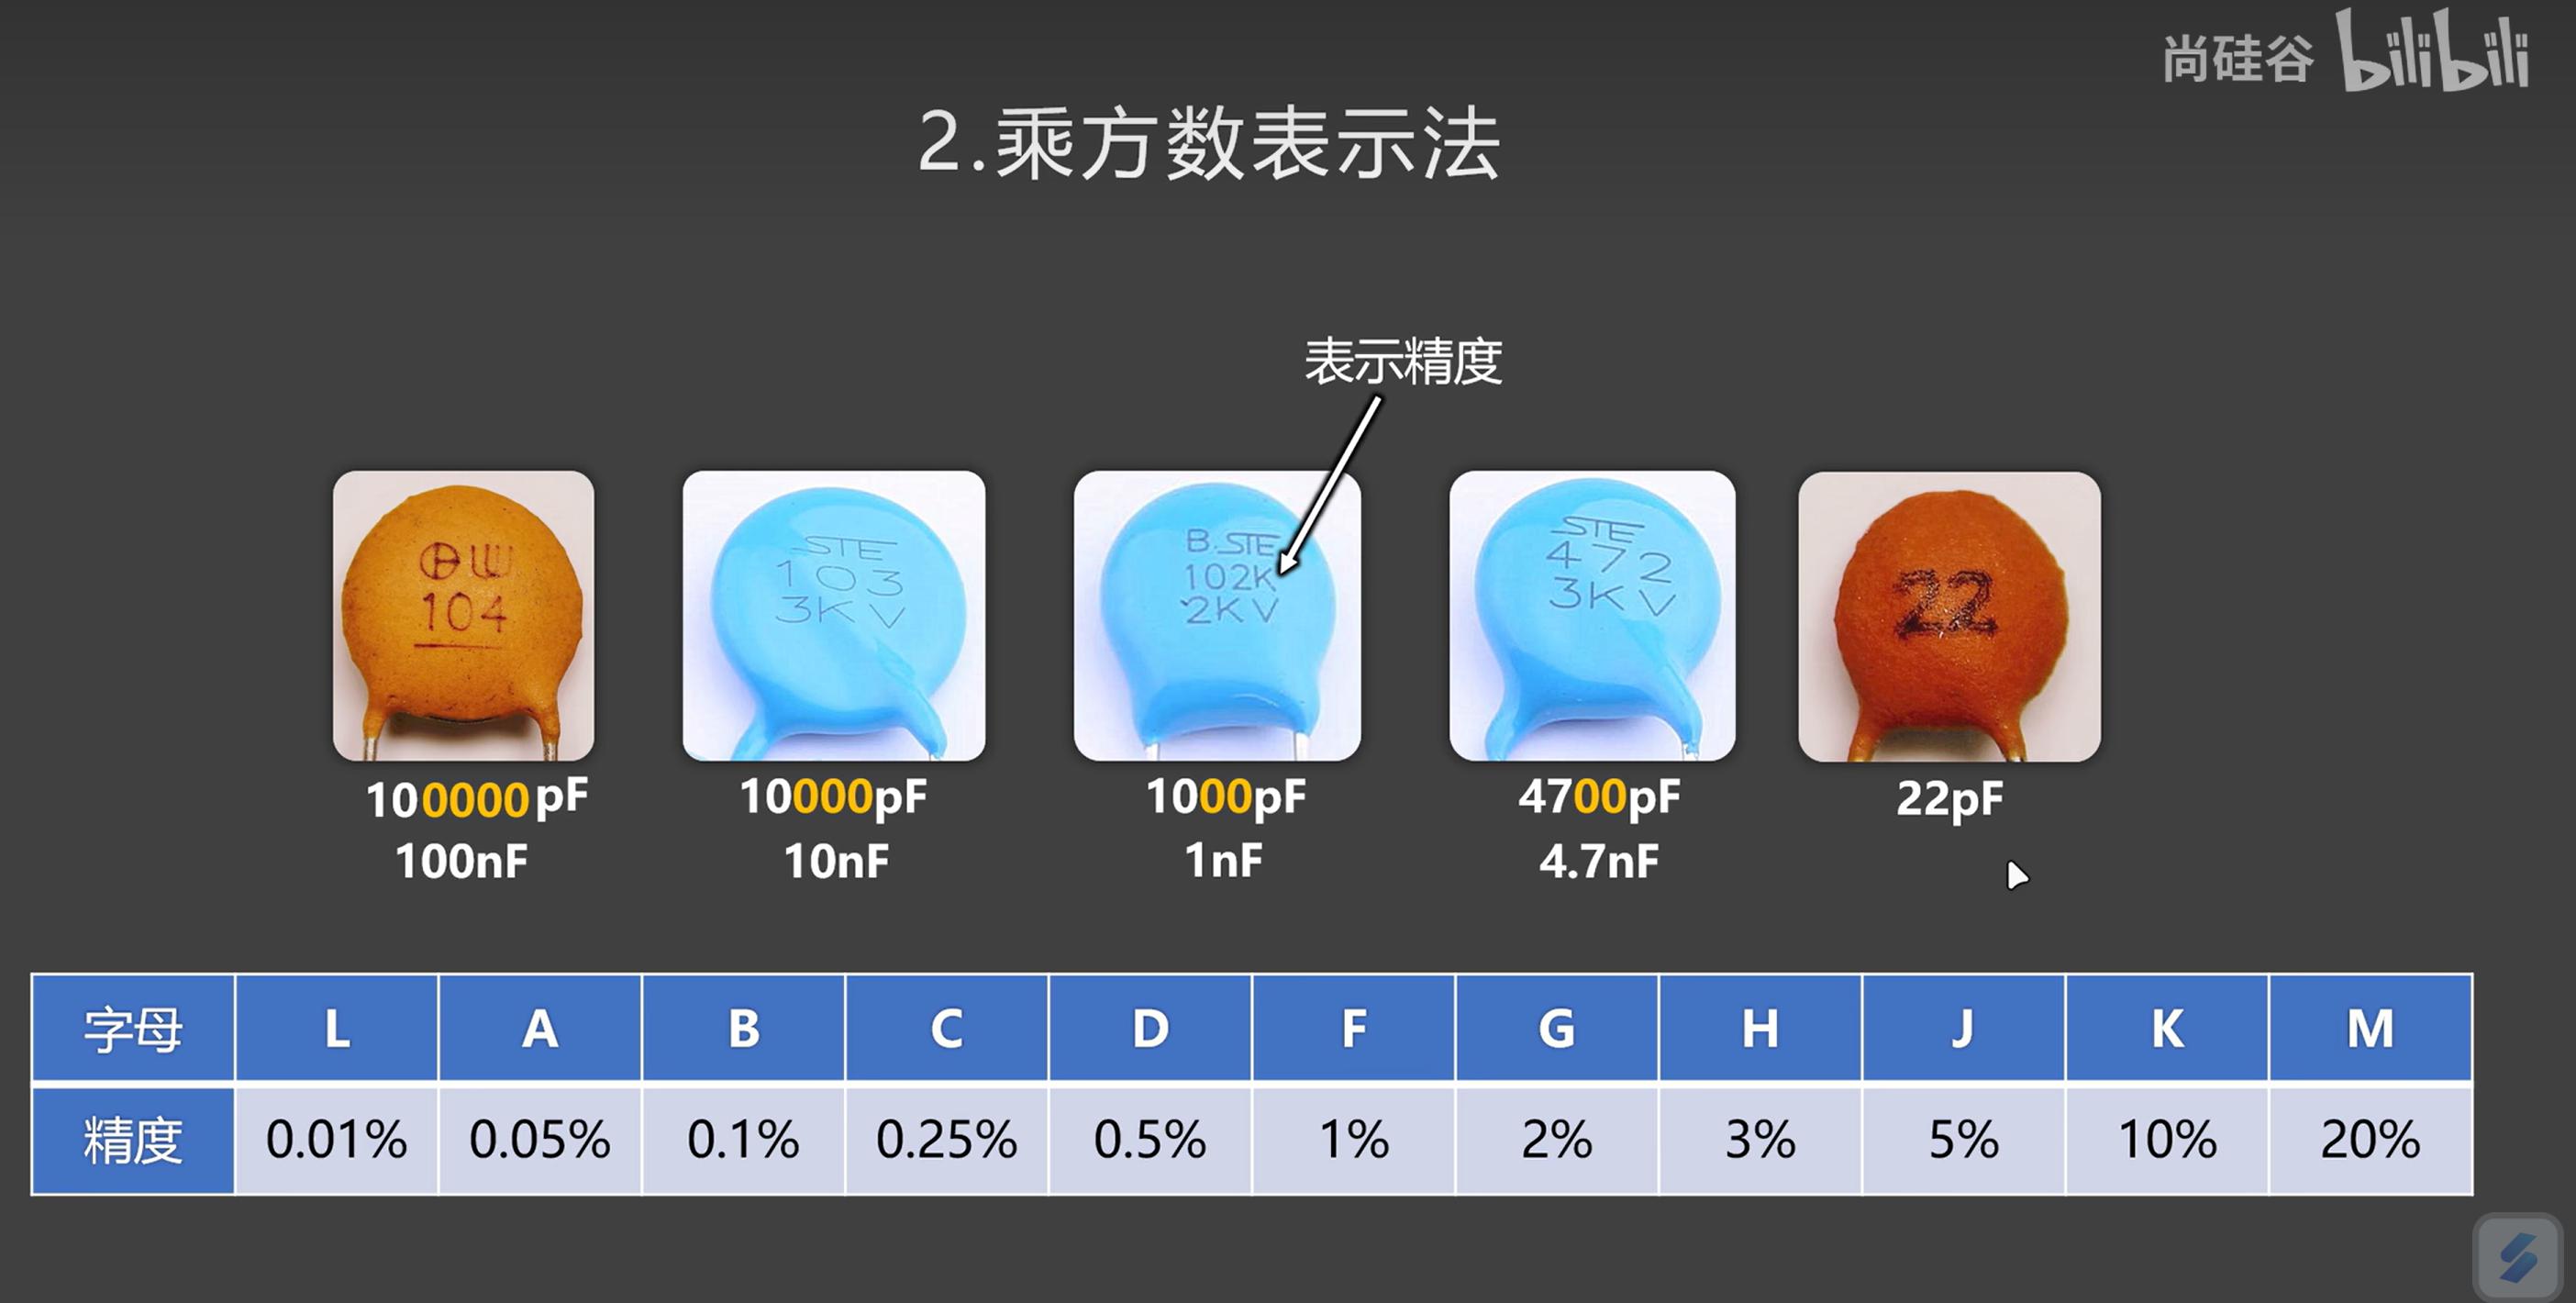 尚硅谷 bilibili
2.乘方数表示法
表示精度
104
STE
103
3KV
B.STE
102K
2KV
STE
472
3KV
22
100000pF
10000pF
1000pF
4700pF
22pF
100nF
10nF
1nF
4.7nF
字母 L A B C D F G H J K M
精度 0.01% 0.05% 0.1% 0.25% 0.5% 1% 2% 3% 5% 10% 20%